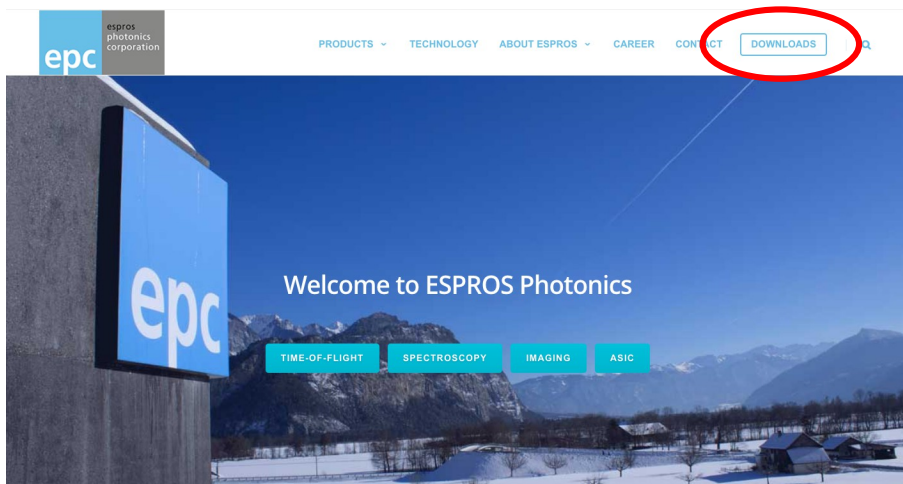 espros
photonics
corporation
epc
PRODUCTS
TECHNOLOGY
ABOUT ESPROS
CAREER
CONTACT
DOWNLOADS
epc
Welcome to ESPROS Photonics
TIME-OF-FLIGHT
SPECTROSCOPY
IMAGING
ASIC